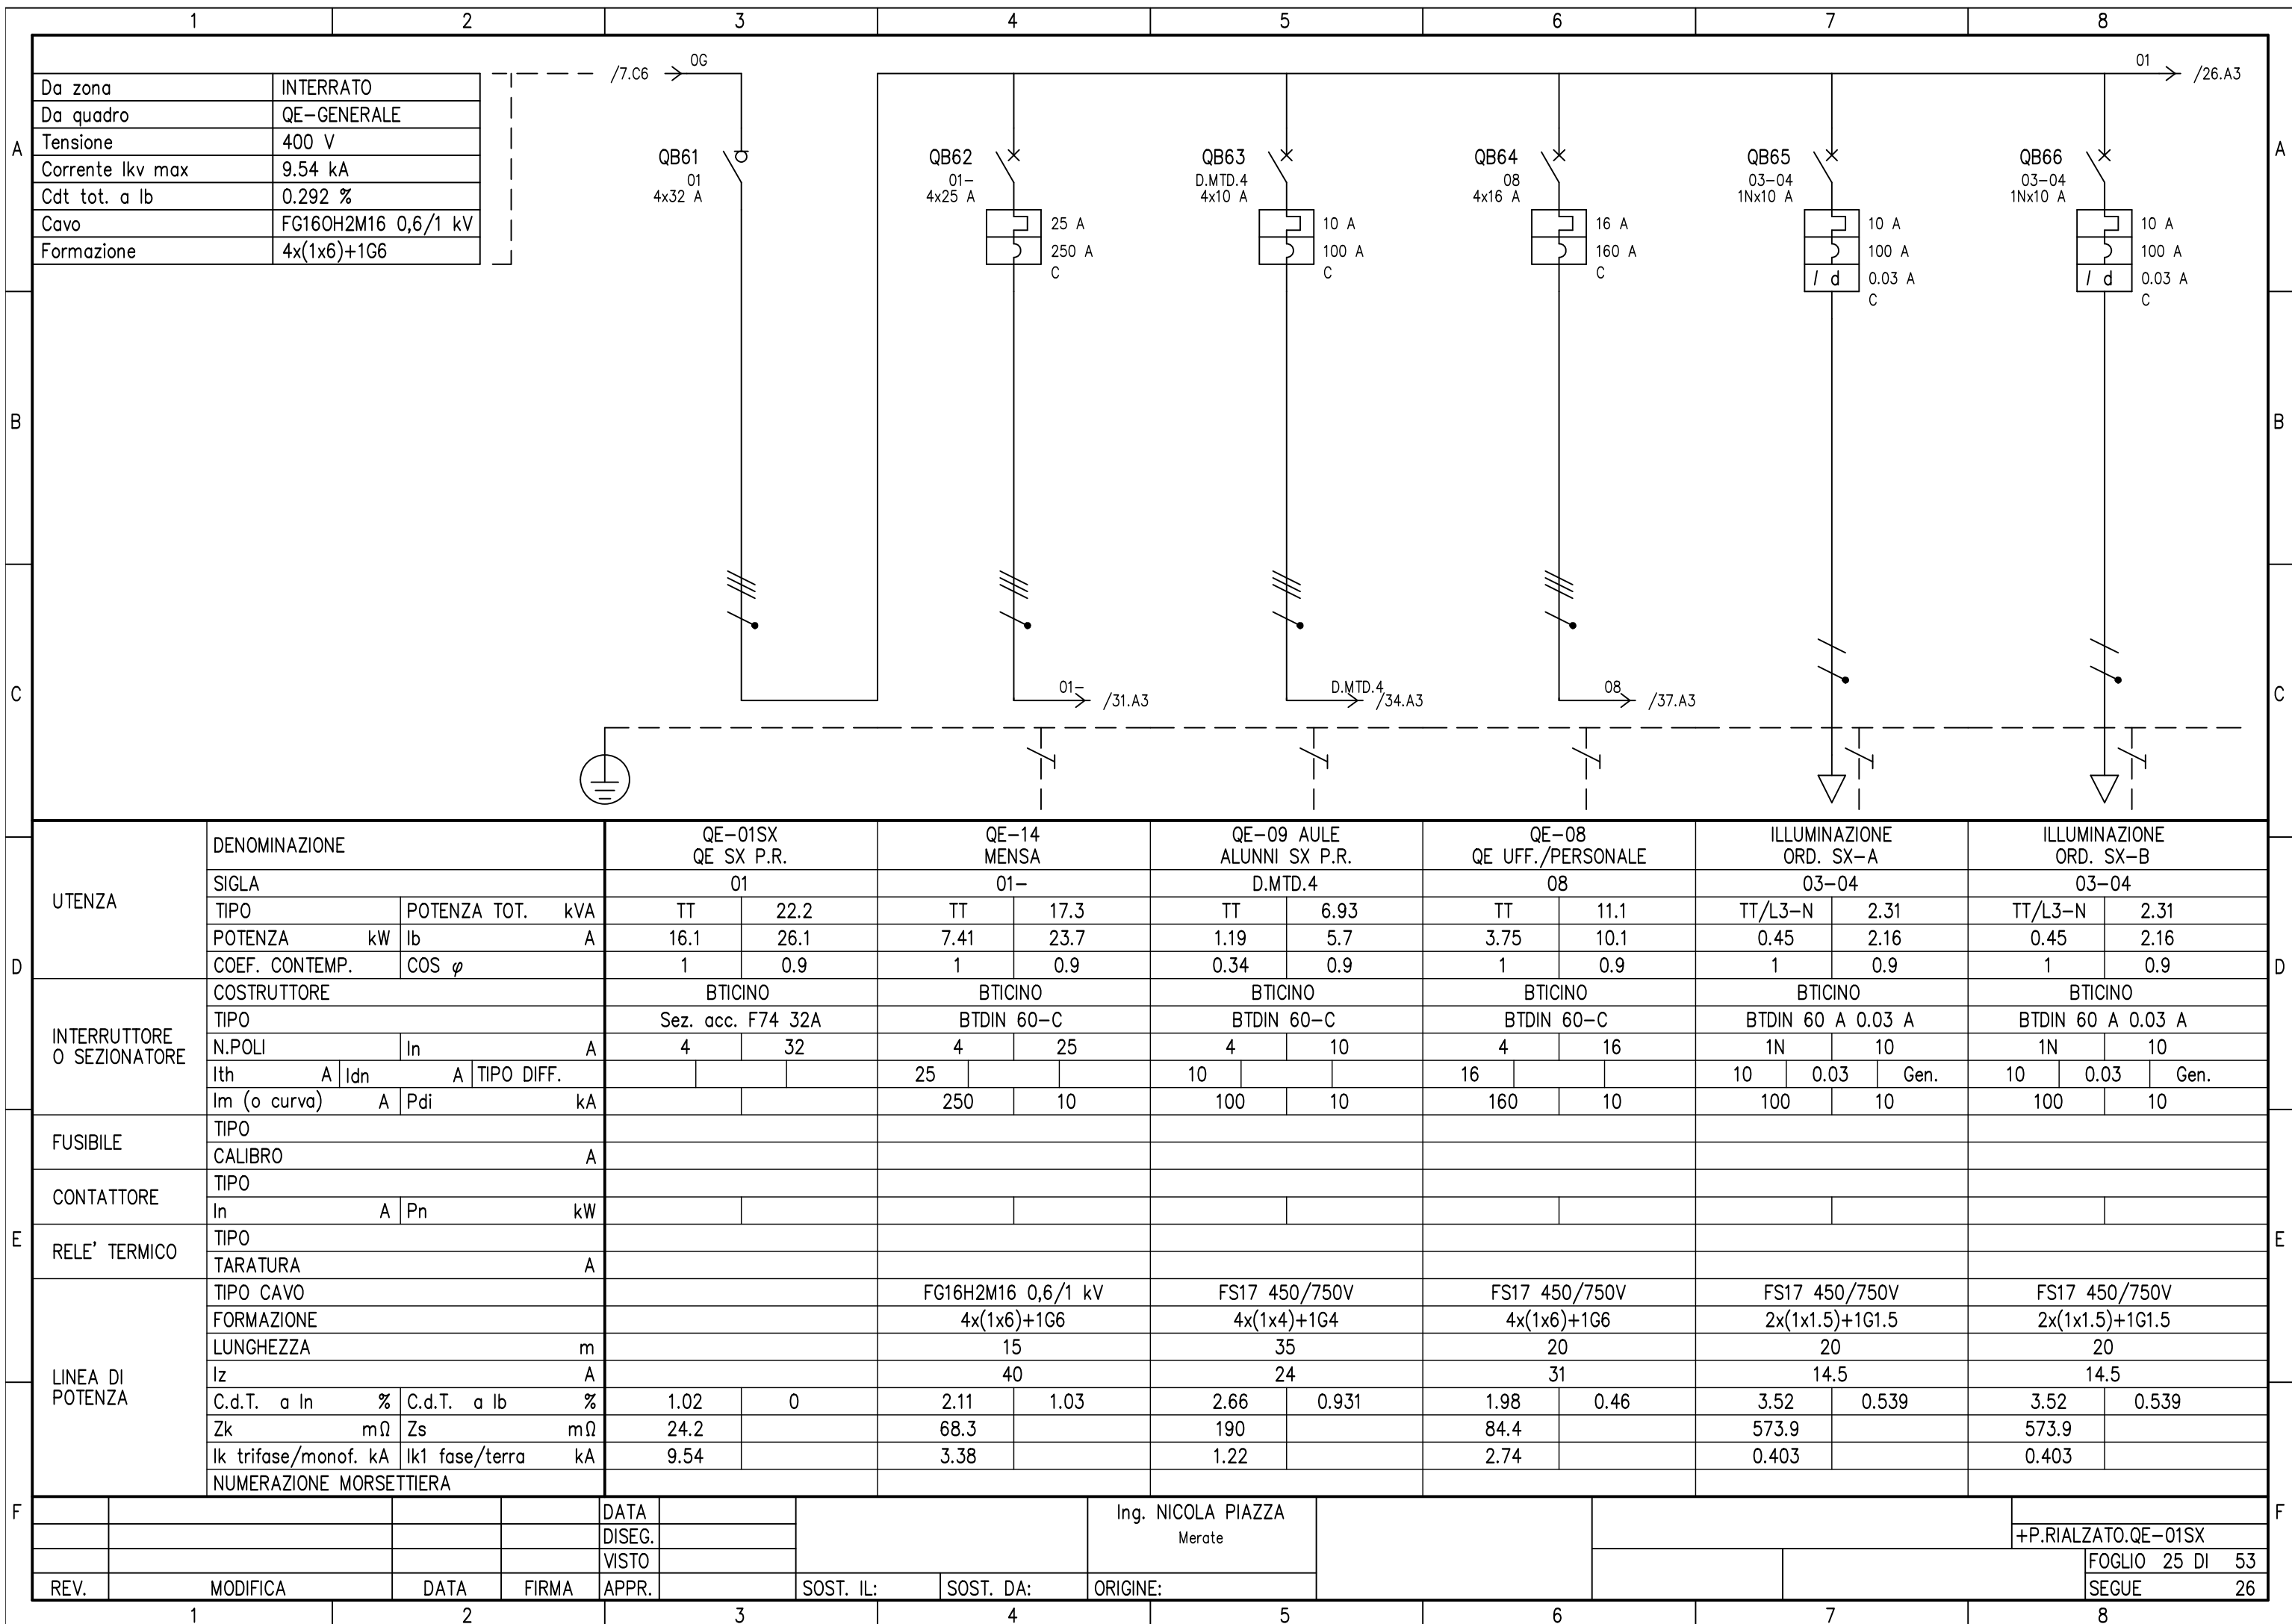 1 2 3 4 5 6 7 8
A A
B B
C C
D D
E E
F F
Da zona INTERRATO
Da quadro QE-GENERALE
Tensione 400 V
Corrente Ikv max 9.54 kA
Cdt tot. a Ib 0.292 %
Cavo FG16OH2M16 0,6/1 kV
Formazione 4x(1x6)+1G6
/7.C6 0G
01 /26.A3
QB61
01
4x32 A
QB62
01-
4x25 A
25 A
250 A
C
QB63
D.MTD.4
4x10 A
10 A
100 A
C
QB64
08
4x16 A
16 A
160 A
C
QB65
03-04
1Nx10 A
10 A
100 A
I d 0.03 A
C
QB66
03-04
1Nx10 A
10 A
100 A
I d 0.03 A
C
01- /31.A3
D.MTD.4 /34.A3
08 /37.A3
UTENZA
DENOMINAZIONE QE-01SX QE-14 QE-09 AULE QE-08 ILLUMINAZIONE ILLUMINAZIONE
QE SX P.R. MENSA ALUNNI SX P.R. QE UFF./PERSONALE ORD. SX-A ORD. SX-B
SIGLA 01 01- D.MTD.4 08 03-04 03-04
TIPO POTENZA TOT. kVA TT 22.2 TT 17.3 TT 6.93 TT 11.1 TT/L3-N 2.31 TT/L3-N 2.31
POTENZA kW Ib A 16.1 26.1 7.41 23.7 1.19 5.7 3.75 10.1 0.45 2.16 0.45 2.16
COEF. CONTEMP. COS φ 1 0.9 1 0.9 0.34 0.9 1 0.9 1 0.9 1 0.9
INTERRUTTORE
O SEZIONATORE
COSTRUTTORE BTICINO BTICINO BTICINO BTICINO BTICINO BTICINO
TIPO Sez. acc. F74 32A BTDIN 60-C BTDIN 60-C BTDIN 60-C BTDIN 60 A 0.03 A BTDIN 60 A 0.03 A
N.POLI In A 4 32 4 25 4 10 4 16 1N 10 1N 10
Ith A Idn A TIPO DIFF. 25 10 16 10 0.03 Gen. 10 0.03 Gen.
Im (o curva) A Pdi kA 250 10 100 10 160 10 100 10 100 10
FUSIBILE
TIPO
CALIBRO A
CONTATTORE
TIPO
In A Pn kW
RELE' TERMICO
TIPO
TARATURA A
LINEA DI
POTENZA
TIPO CAVO FG16H2M16 0,6/1 kV FS17 450/750V FS17 450/750V FS17 450/750V FS17 450/750V
FORMAZIONE 4x(1x6)+1G6 4x(1x4)+1G4 4x(1x6)+1G6 2x(1x1.5)+1G1.5 2x(1x1.5)+1G1.5
LUNGHEZZA m 15 35 20 20 20
Iz A 40 24 31 14.5 14.5
C.d.T. a In % C.d.T. a Ib % 1.02 0 2.11 1.03 2.66 0.931 1.98 0.46 3.52 0.539 3.52 0.539
Zk mΩ Zs mΩ 24.2 68.3 190 84.4 573.9 573.9
Ik trifase/monof. kA Ik1 fase/terra kA 9.54 3.38 1.22 2.74 0.403 0.403
NUMERAZIONE MORSETTIERA
DATA
DISEG.
VISTO
REV. MODIFICA DATA FIRMA APPR. SOST. IL: SOST. DA: ORIGINE:
Ing. NICOLA PIAZZA
Merate
+P.RIALZATO.QE-01SX
FOGLIO 25 DI 53
SEGUE 26
1 2 3 4 5 6 7 8